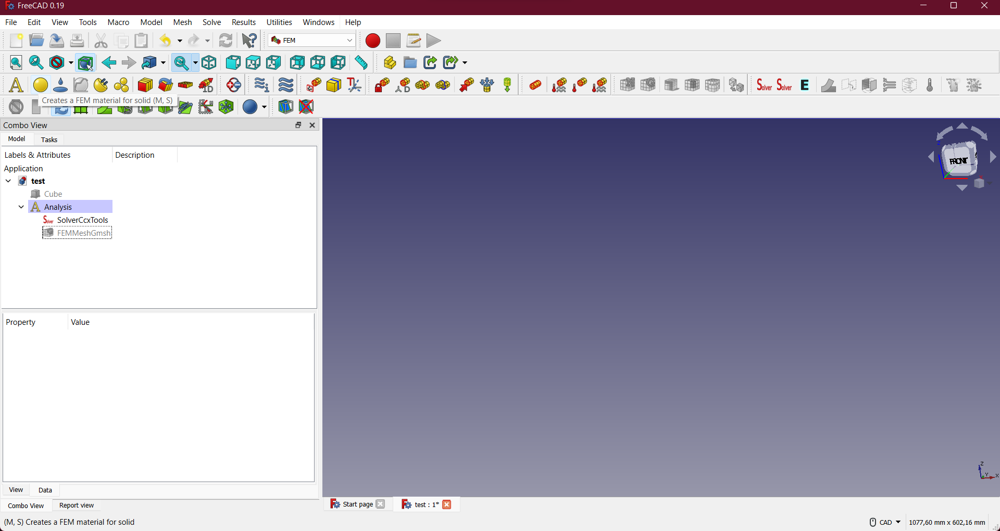 FreeCAD 0.19
File Edit View Tools Macro Model Mesh Solve Results Utilities Windows Help
FEM
A D 1D T Solver Solver E
Creates a FEM material for solid (M, S)
Combo View
Model Tasks
Labels & Attributes Description
Application
test
Cube
Analysis
SolverCcxTools
FEMMeshGmsh
Property Value
View Data
Combo View Report view
Start page test : 1*
(M, S) Creates a FEM material for solid
CAD 1077,60 mm x 602,16 mm
Z
FRONT
Z
Y
X